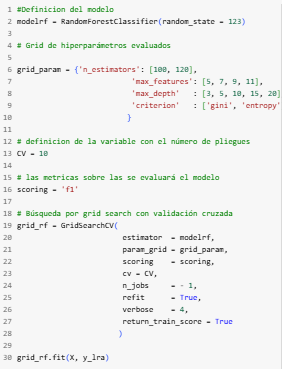 1 #Definicion del modelo
2 modelrf = RandomForestClassifier(random_state = 123)
3
4 # Grid de hiperparámetros evaluados
5
6 grid_param = {'n_estimators': [100, 120],
7 'max_features': [5, 7, 9, 11],
8 'max_depth' : [3, 5, 10, 15, 20]
9 'criterion' : ['gini', 'entropy'
10 }
11
12 # definicion de la variable con el número de pliegues
13 CV = 10
14
15 # las metricas sobre las se evaluará el modelo
16 scoring = 'f1'
17
18 # Búsqueda por grid search con validación cruzada
19 grid_rf = GridSearchCV(
20 estimator = modelrf,
21 param_grid = grid_param,
22 scoring = scoring,
23 cv = CV,
24 n_jobs = - 1,
25 refit = True,
26 verbose = 4,
27 return_train_score = True
28 )
29
30 grid_rf.fit(X, y_lra)